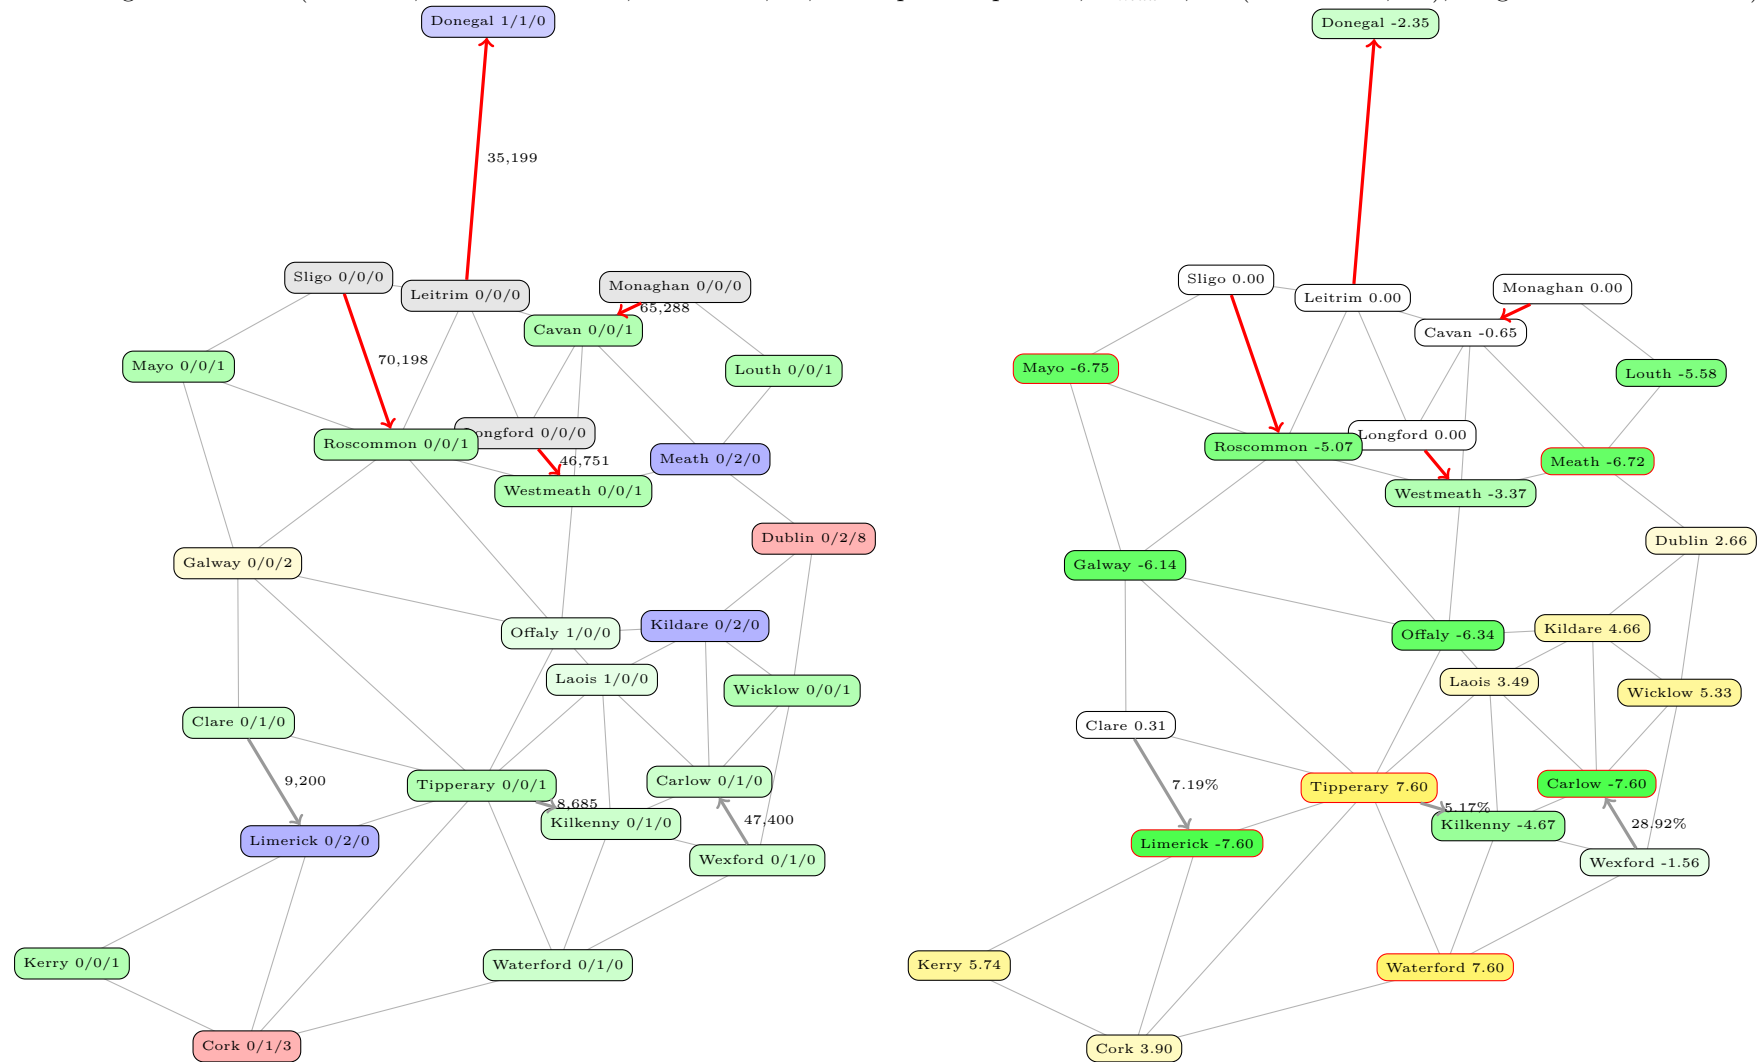 Donegal 1/1/0
Donegal -2.35
35,199
Sligo 0/0/0
Leitrim 0/0/0
Monaghan 0/0/0
65,288
Cavan 0/0/1
Mayo 0/0/1
70,198
Louth 0/0/1
Roscommon 0/0/1
Longford 0/0/0
46,751
Meath 0/2/0
Westmeath 0/0/1
Dublin 0/2/8
Galway 0/0/2
Offaly 1/0/0
Kildare 0/2/0
Laois 1/0/0
Wicklow 0/0/1
Clare 0/1/0
9,200
Tipperary 0/0/1
8,685
Carlow 0/1/0
Kilkenny 0/1/0
47,400
Limerick 0/2/0
Wexford 0/1/0
Kerry 0/0/1
Waterford 0/1/0
Cork 0/1/3
Sligo 0.00
Leitrim 0.00
Monaghan 0.00
Cavan -0.65
Mayo -6.75
Louth -5.58
Roscommon -5.07
Longford 0.00
Meath -6.72
Westmeath -3.37
Dublin 2.66
Galway -6.14
Offaly -6.34
Kildare 4.66
Laois 3.49
Wicklow 5.33
Clare 0.31
7.19%
Tipperary 7.60
5.17%
Carlow -7.60
Kilkenny -4.67
28.92%
Limerick -7.60
Wexford -1.56
Kerry 5.74
Waterford 7.60
Cork 3.90